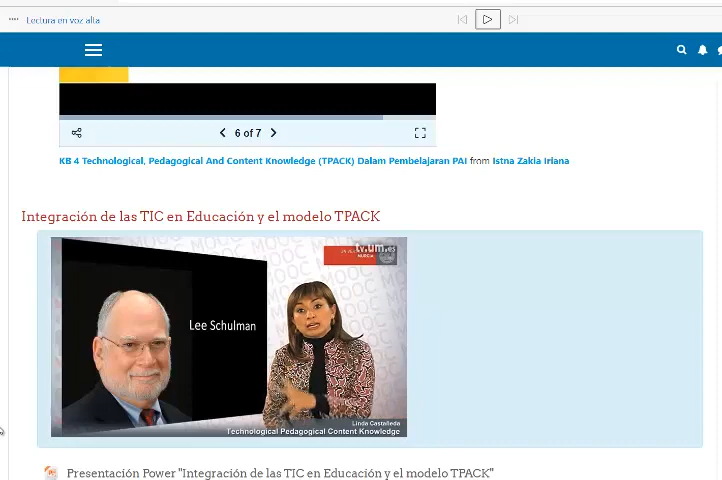 Lectura en voz alta
6 of 7
KB 4 Technological, Pedagogical And Content Knowledge (TPACK) Dalam Pembelajaran PAI from Istna Zakia Iriana
Integración de las TIC en Educación y el modelo TPACK
tv.um.es
MURCIA
MOOC
Lee Schulman
Linda Castañeda
Technological Pedagogical Content Knowledge
Presentación Power "Integración de las TIC en Educación y el modelo TPACK"